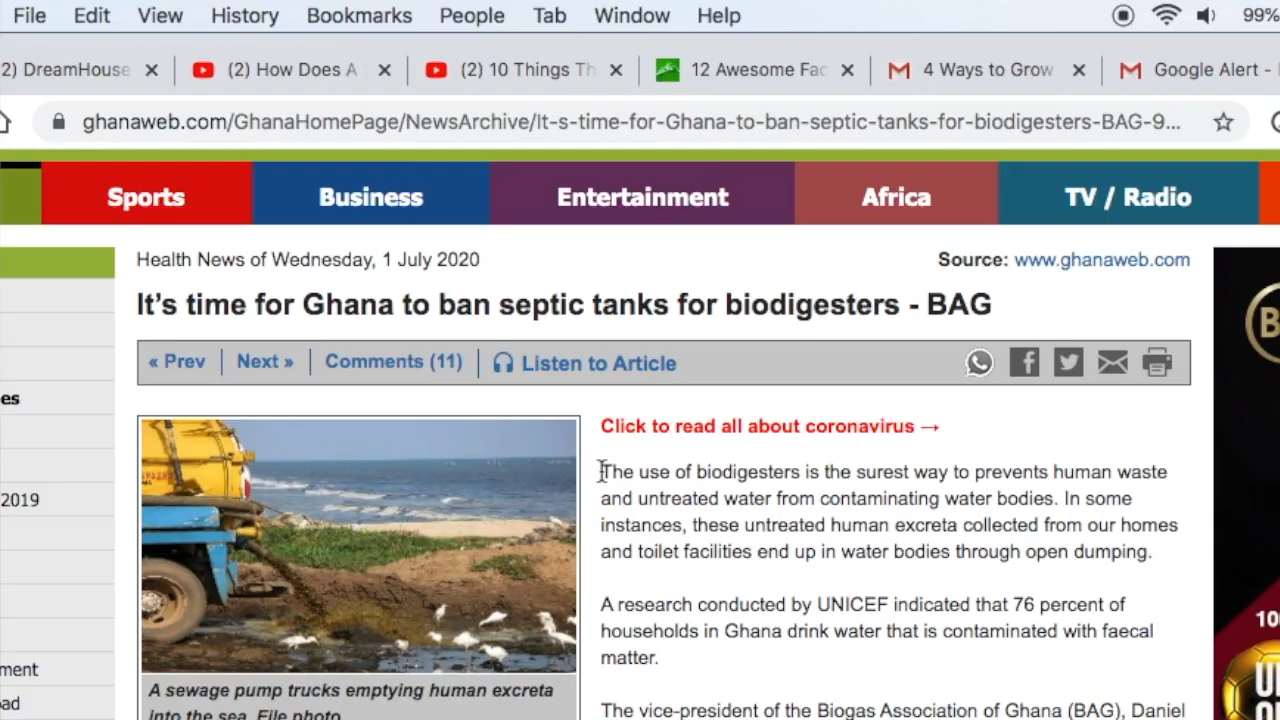 File Edit View History Bookmarks People Tab Window Help 99%
2) DreamHouse (2) How Does A (2) 10 Things Th 12 Awesome Fac 4 Ways to Grow Google Alert -
ghanaweb.com/GhanaHomePage/NewsArchive/It-s-time-for-Ghana-to-ban-septic-tanks-for-biodigesters-BAG-9...
Sports Business Entertainment Africa TV / Radio
Health News of Wednesday, 1 July 2020 Source: www.ghanaweb.com
It's time for Ghana to ban septic tanks for biodigesters - BAG
« Prev Next » Comments (11) Listen to Article
Click to read all about coronavirus →
The use of biodigesters is the surest way to prevents human waste
and untreated water from contaminating water bodies. In some
instances, these untreated human excreta collected from our homes
and toilet facilities end up in water bodies through open dumping.
A research conducted by UNICEF indicated that 76 percent of
households in Ghana drink water that is contaminated with faecal
matter.
The vice-president of the Biogas Association of Ghana (BAG), Daniel
A sewage pump trucks emptying human excreta
into the sea. File photo
es
2019
ment
ad
B
10